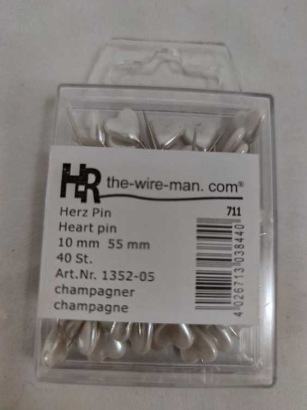 HR the-wire-man. com®
Herz Pin
711
Heart pin
10 mm 55 mm
40 St.
Art.Nr. 1352-05
champagner
champagne
4026713038440